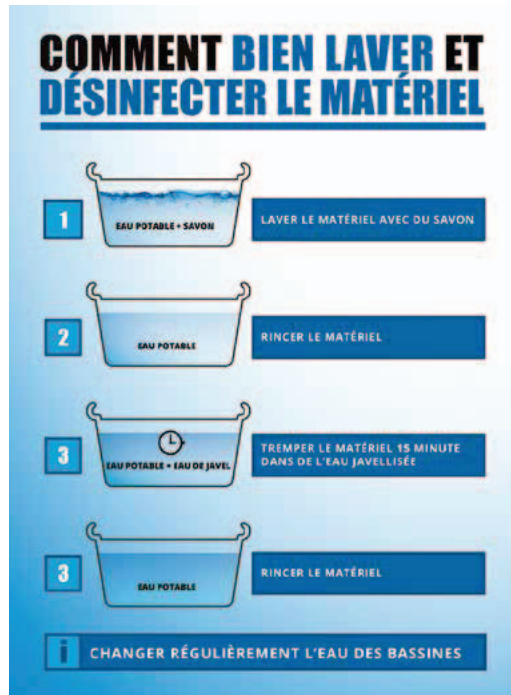 COMMENT BIEN LAVER ET
DÉSINFECTER LE MATÉRIEL
1
EAU POTABLE + SAVON
LAVER LE MATÉRIEL AVEC DU SAVON
2
EAU POTABLE
RINCER LE MATÉRIEL
3
EAU POTABLE + EAU DE JAVEL
TREMPER LE MATÉRIEL 15 MINUTE
DANS DE L'EAU JAVELLISÉE
3
EAU POTABLE
RINCER LE MATÉRIEL
i
CHANGER RÉGULIÈREMENT L'EAU DES BASSINES